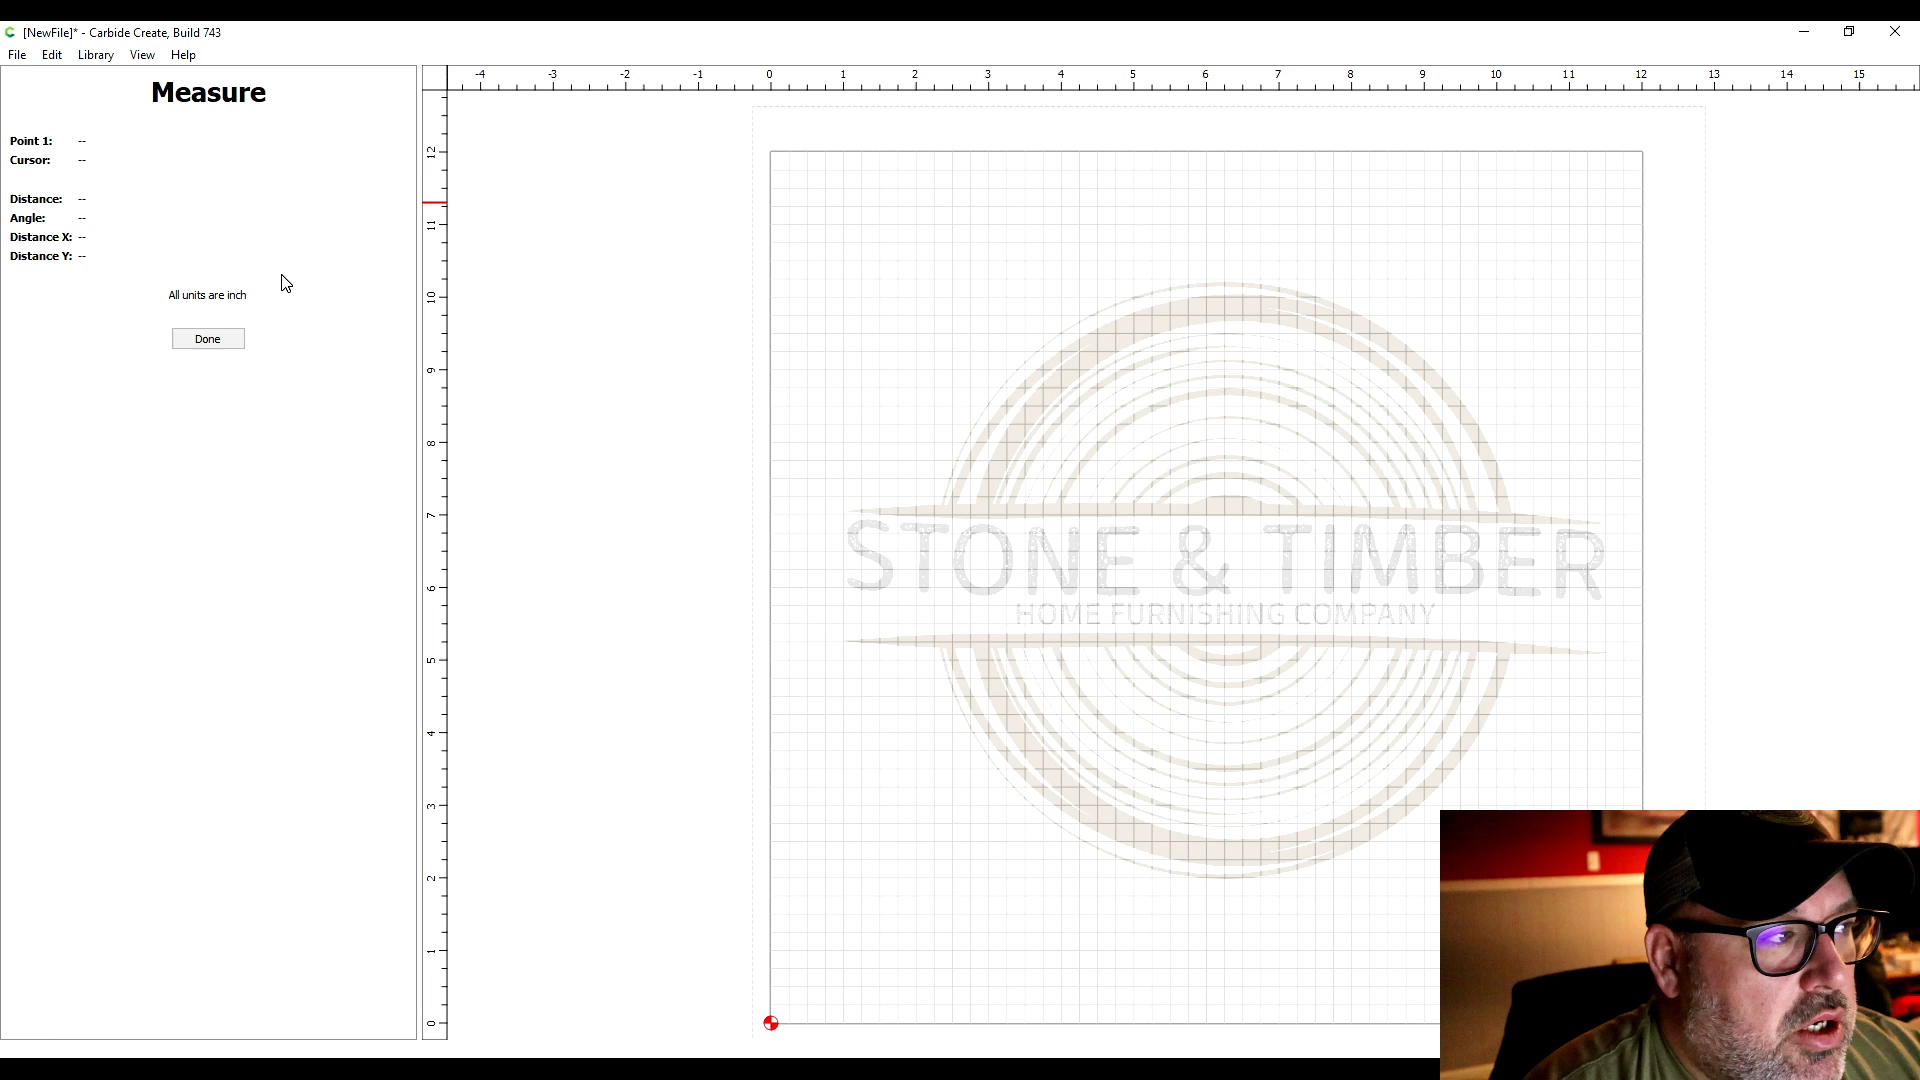 [NewFile]* - Carbide Create, Build 743
File Edit Library View Help
Measure
Point 1: --
Cursor: --
Distance: --
Angle: --
Distance X: --
Distance Y: --
All units are inch
Done
-4 -3 -2 -1 0 1 2 3 4 5 6 7 8 9 10 11 12 13 14 15
12
11
10
9
8
7
6
5
4
3
2
1
0
STONE & TIMBER
HOME FURNISHING COMPANY